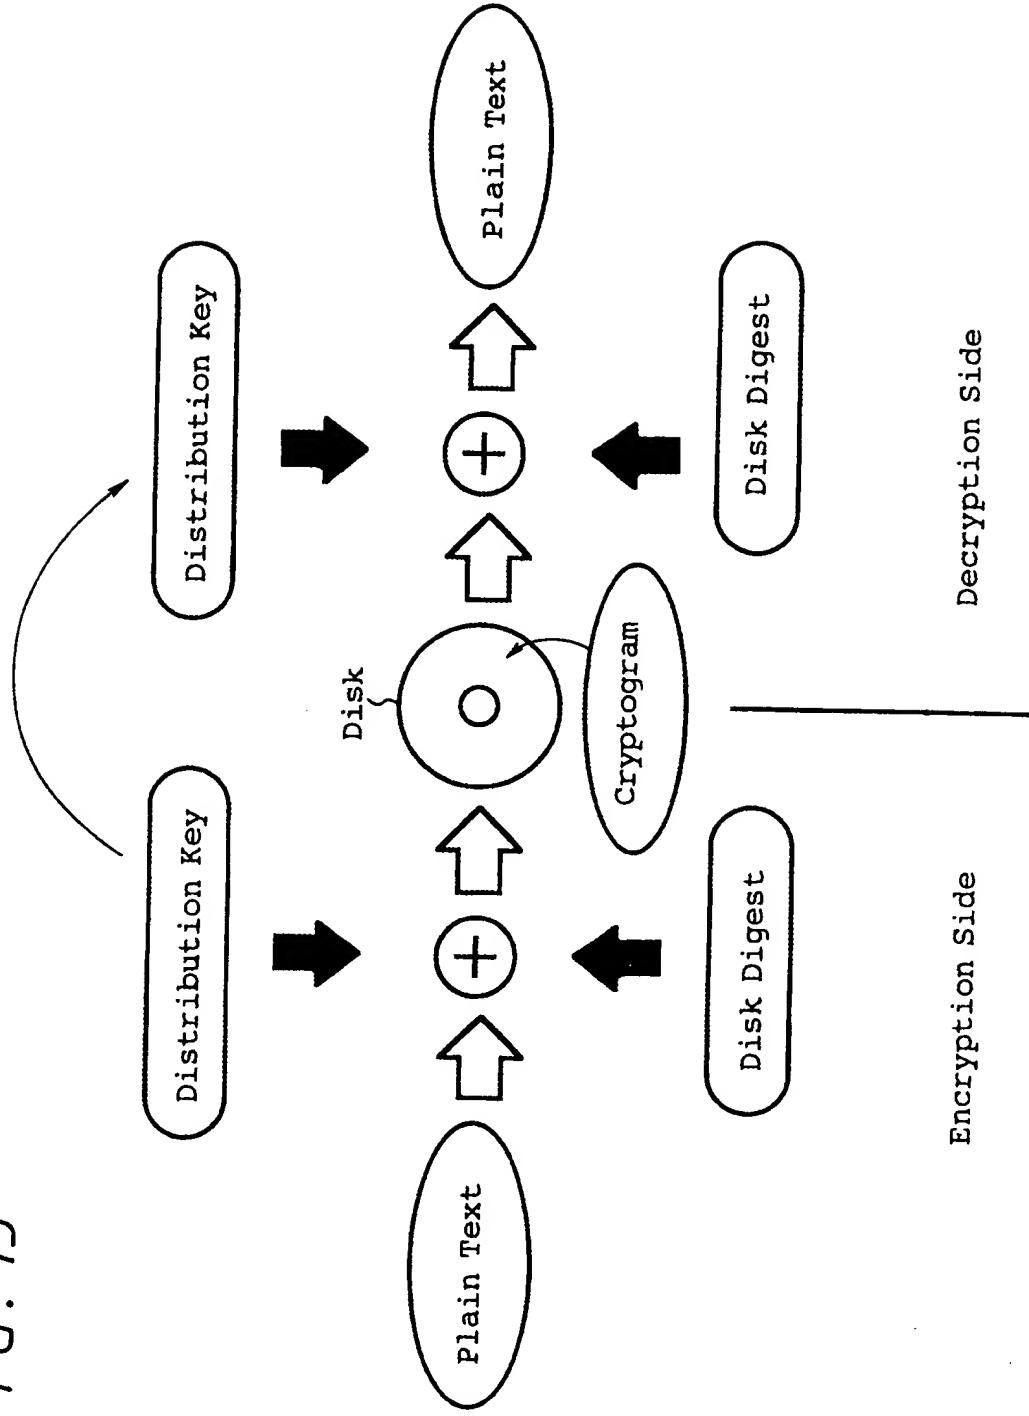 Distribution Key
Distribution Key
Disk
Plain Text
Plain Text
Cryptogram
Disk Digest
Disk Digest
Encryption Side
Decryption Side